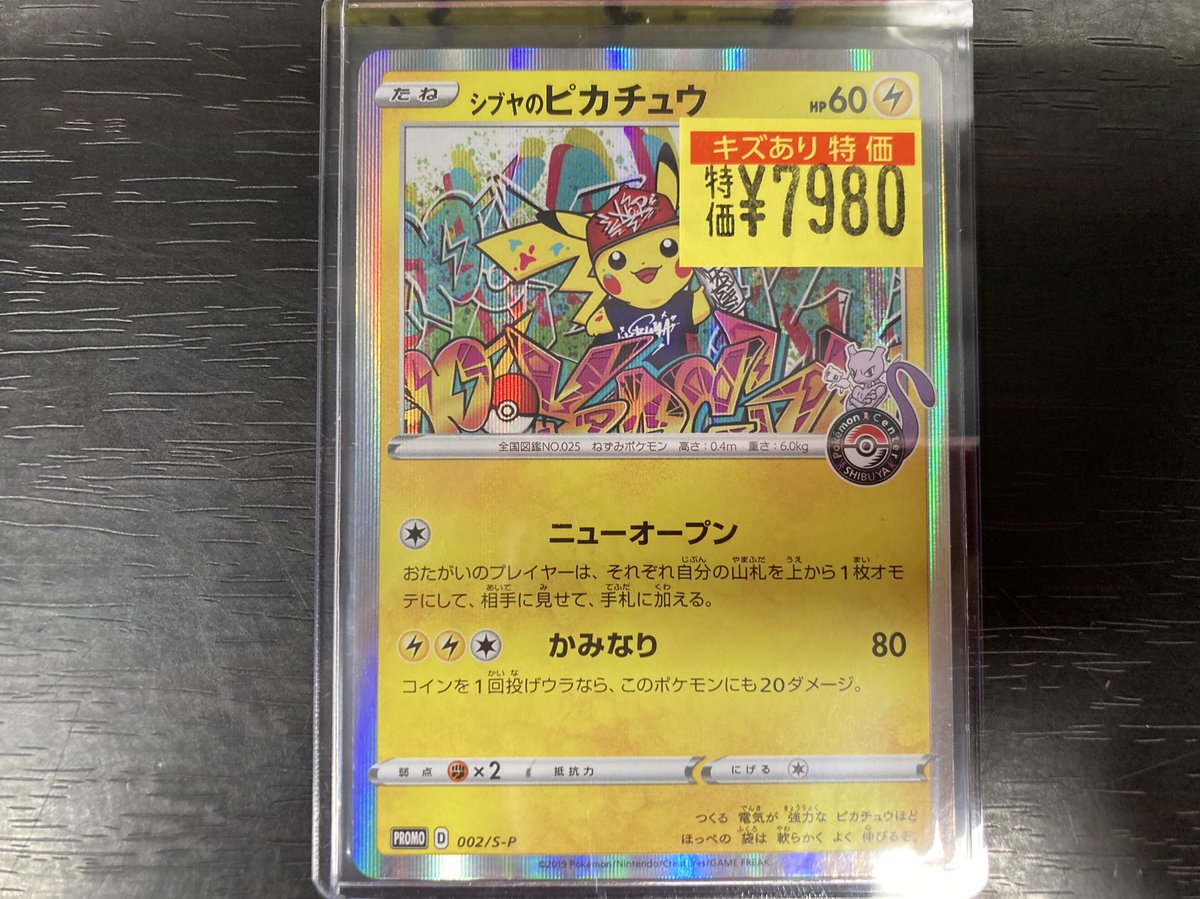 たね
シブヤのピカチュウ
HP60
キズあり特価
特価¥7980
全国図鑑NO.025 ねずみポケモン 高さ:0.4m 重さ:6.0kg
Pokémon Center
SHIBUYA
ニューオープン
おたがいのプレイヤーは、それぞれ自分の山札を上から1枚オモ
テにして、相手に見せて、手札に加える。
かみなり 80
コインを1回投げウラなら、このポケモンにも20ダメージ。
弱点 ×2 抵抗力 にげる
つくる 電気が 強力な ピカチュウほど
ほっぺの 袋は 軟らかく よく 伸びるぞ。
PROMO D 002/S-P
©2019 Pokémon/Nintendo/Creatures/GAME FREAK.